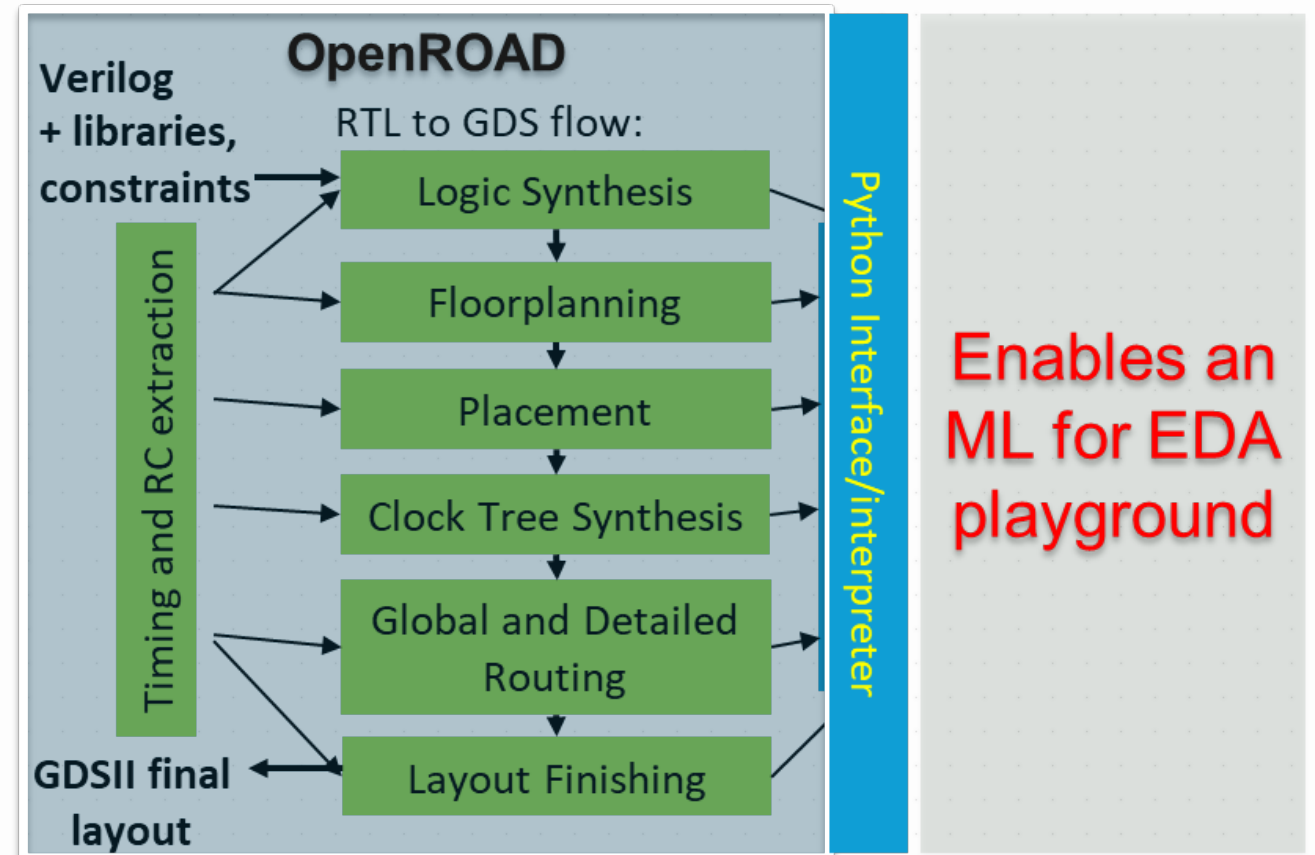 OpenROAD
Verilog
+ libraries,
constraints
RTL to GDS flow:
Logic Synthesis
Floorplanning
Placement
Clock Tree Synthesis
Global and Detailed
Routing
Layout Finishing
Timing and RC extraction
GDSII final
layout
Python Interface/interpreter
Enables an
ML for EDA
playground